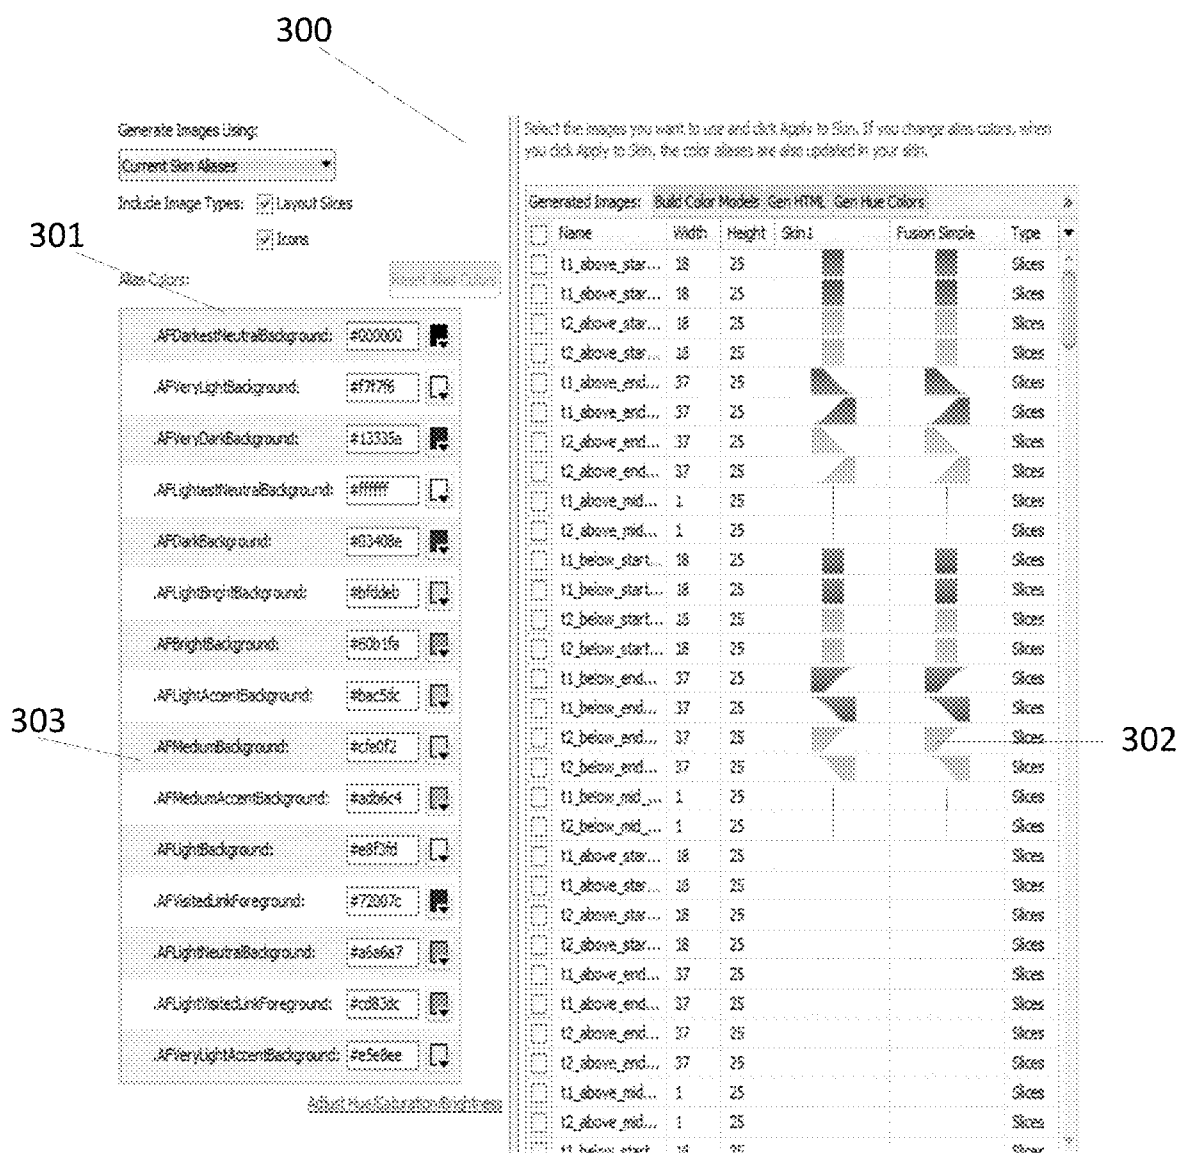 300
Generate Images Using:
Current Skin Aliases
Include Image Types: Layout Slices
Icons
301
Alias Colors:
.AFDarkestNeutralBackground: #000000
.AFVeryLightBackground: #f7f7f6
.AFVeryDarkBackground: #13335a
.AFLightestNeutralBackground: #ffffff
.AFDarkBackground:
.AFLightBrightBackground: #bfddeb
.AFBrightBackground: #60b1fa
.AFLightAccentBackground: #bac5dc
303
.AFMediumBackground: #cfe0f2
.AFMediumAccentBackground: #adb6c4
.AFLightBackground: #e8f3fd
.AFVisitedLinkForeground: #72007c
.AFLightNeutralBackground: #a6a6a7
.AFLightVisitedLinkForeground: #cd83dc
.AFVeryLightAccentBackground: #e5e8ee
Adjust Hue/Saturation/Brightness
Select the images you want to use and click Apply to Skin. If you change alias colors, when
you click Apply to Skin, the color aliases are also updated in your skin.
Generated Images: Build Color Models Gen HTML Gen Hue Colors »
Name Width Height Skin1 Fusion Simple Type
t1_above_star... 18 25 Slices
t1_above_star... 18 25 Slices
t2_above_star... 18 25 Slices
t2_above_star... 18 25 Slices
t1_above_end... 37 25 Slices
t1_above_end... 37 25 Slices
t2_above_end... 37 25 Slices
t2_above_end... 37 25 Slices
t1_above_mid... 1 25 Slices
t2_above_mid... 1 25 Slices
t1_below_start... 18 25 Slices
t1_below_start... 18 25 Slices
t2_below_start... 18 25 Slices
t2_below_start... 18 25 Slices
t1_below_end... 37 25 Slices
t1_below_end... 37 25 Slices
t2_below_end... 37 25 Slices
302
t2_below_end... 37 25 Slices
t1_below_mid_... 1 25 Slices
t2_below_mid_... 1 25 Slices
t1_above_star... 18 25 Slices
t1_above_star... 18 25 Slices
t2_above_star... 18 25 Slices
t2_above_star... 18 25 Slices
t1_above_end... 37 25 Slices
t1_above_end... 37 25 Slices
t2_above_end... 37 25 Slices
t2_above_end... 37 25 Slices
t1_above_mid... 1 25 Slices
t2_above_mid... 1 25 Slices
t1_below_start... 18 25 Slices